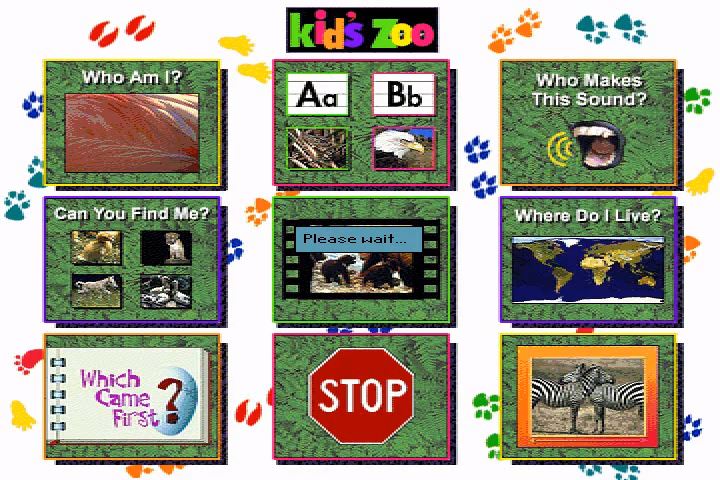 kid's Zoo
Who Am I?
Aa
Bb
Who Makes
This Sound?
Can You Find Me?
Please wait...
Where Do I Live?
Which
Came
First
?
STOP